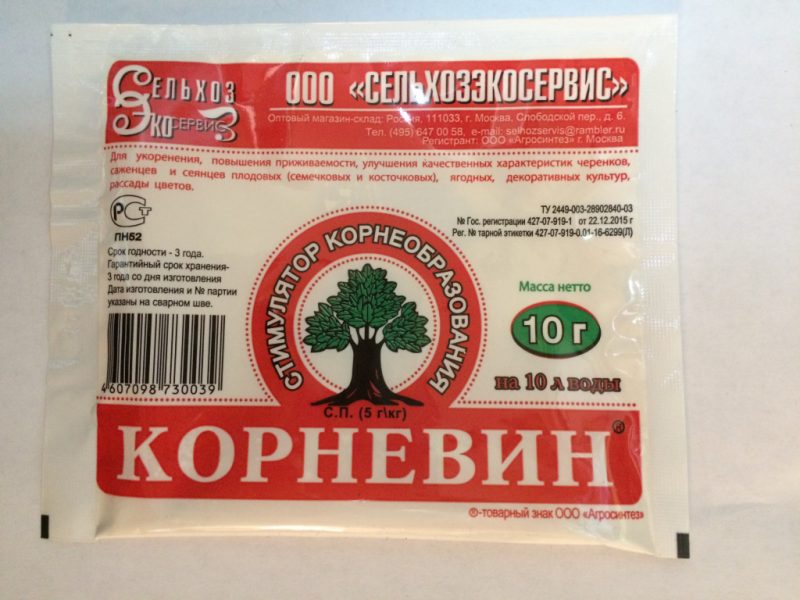 СЕЛЬХОЗ
ЭКО СЕРВИС
ООО «СЕЛЬХОЗЭКОСЕРВИС»
Оптовый магазин-склад: Россия, 111033, г. Москва, Слободской пер., д. 6.
Тел. (495) 647 00 58, e-mail: selhozservis@rambler.ru
Регистрант: ООО «Агросинтез» г. Москва
Для укоренения, повышения приживаемости, улучшения качественных характеристик черенков,
саженцев и сеянцев плодовых (семечковых и косточковых), ягодных, декоративных культур,
рассады цветов.
РСТ
ПН52
ТУ 2449-003-28902840-03
№ Гос. регистрации 427-07-919-1 от 22.12.2015 г
Рег. № тарной этикетки 427-07-919-0.01-16-6299(Л)
Срок годности - 3 года.
Гарантийный срок хранения-
3 года со дня изготовления
Дата изготовления и № партии
указаны на сварном шве.
4607098 730039
СТИМУЛЯТОР КОРНЕОБРАЗОВАНИЯ
С.П. (5 г\кг)
Масса нетто
10 г
на 10 л воды
КОРНЕВИН®
®-товарный знак ООО «Агросинтез»